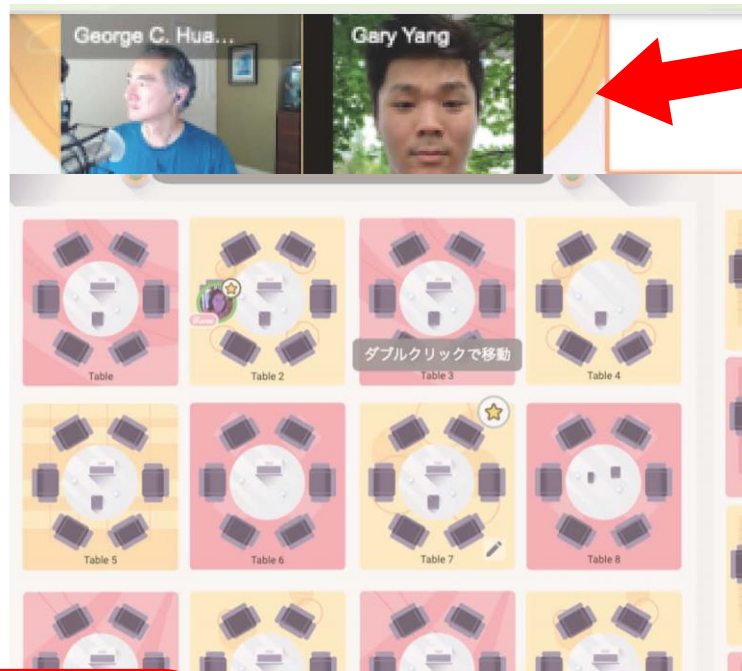 George C. Hua...
Gary Yang
ダブルクリックで移動
Table
Table 2
Table 3
Table 4
Table 5
Table 6
Table 7
Table 8